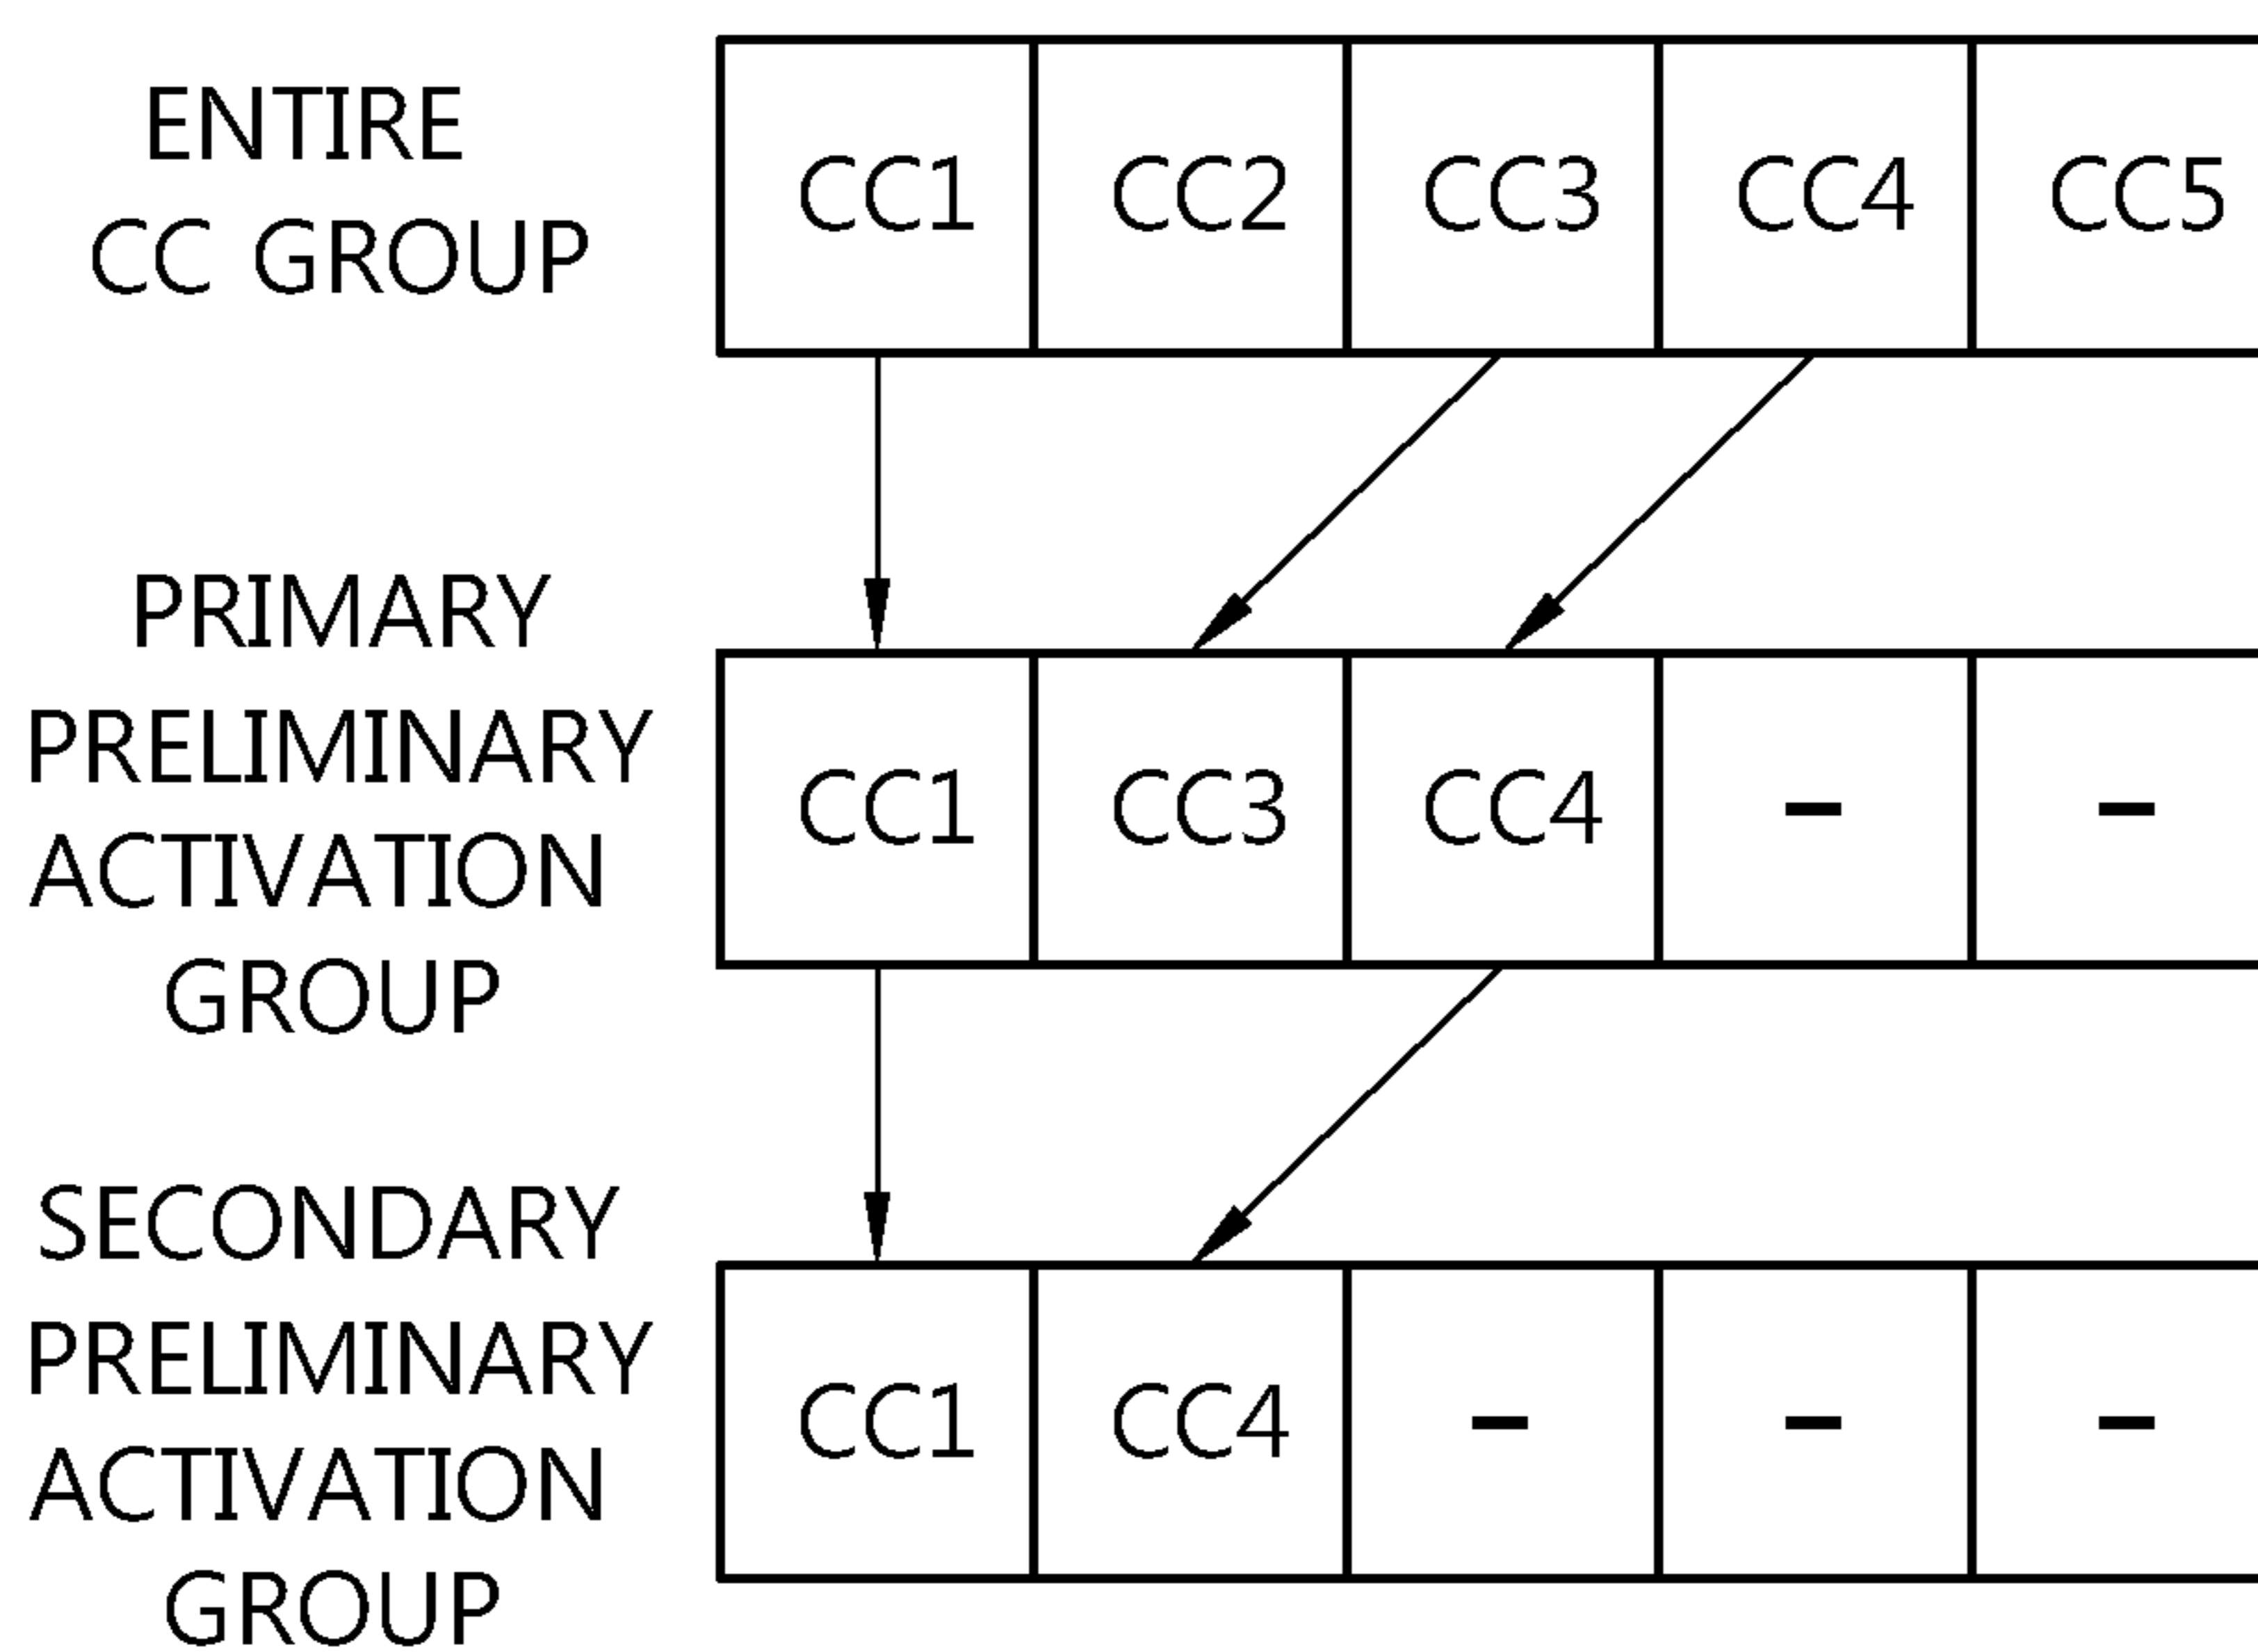 ENTIRE
CC GROUP
CC1 CC2 CC3 CC4 CC5
PRIMARY
PRELIMINARY
ACTIVATION
GROUP
CC1 CC3 CC4 - -
SECONDARY
PRELIMINARY
ACTIVATION
GROUP
CC1 CC4 - - -